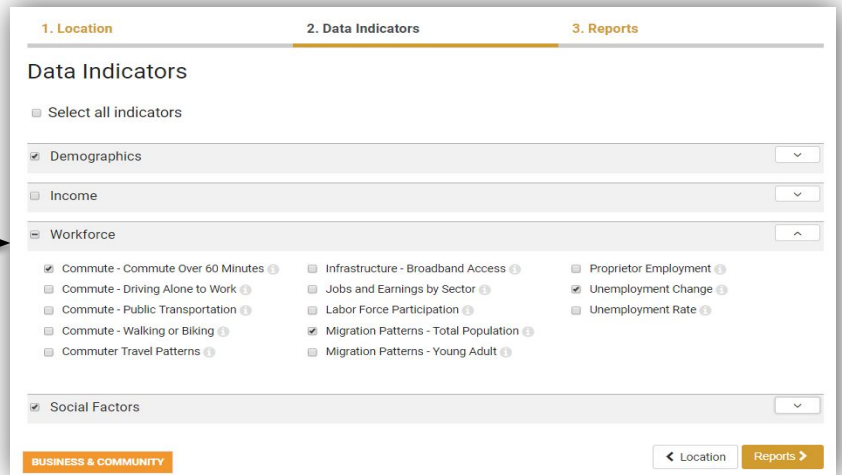 1. Location 2. Data Indicators 3. Reports
Data Indicators
Select all indicators
Demographics
Income
Workforce
Commute - Commute Over 60 Minutes Infrastructure - Broadband Access Proprietor Employment
Commute - Driving Alone to Work Jobs and Earnings by Sector Unemployment Change
Commute - Public Transportation Labor Force Participation Unemployment Rate
Commute - Walking or Biking Migration Patterns - Total Population
Commuter Travel Patterns Migration Patterns - Young Adult
Social Factors
BUSINESS & COMMUNITY Location Reports